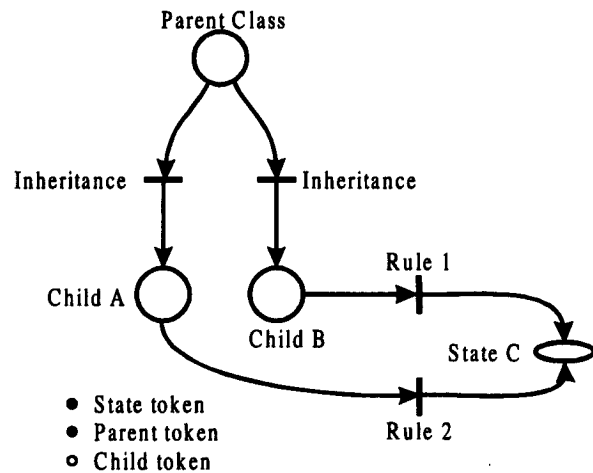 Parent Class
Inheritance
Inheritance
Rule 1
Child A
Child B
State C
State token
Parent token
Rule 2
Child token